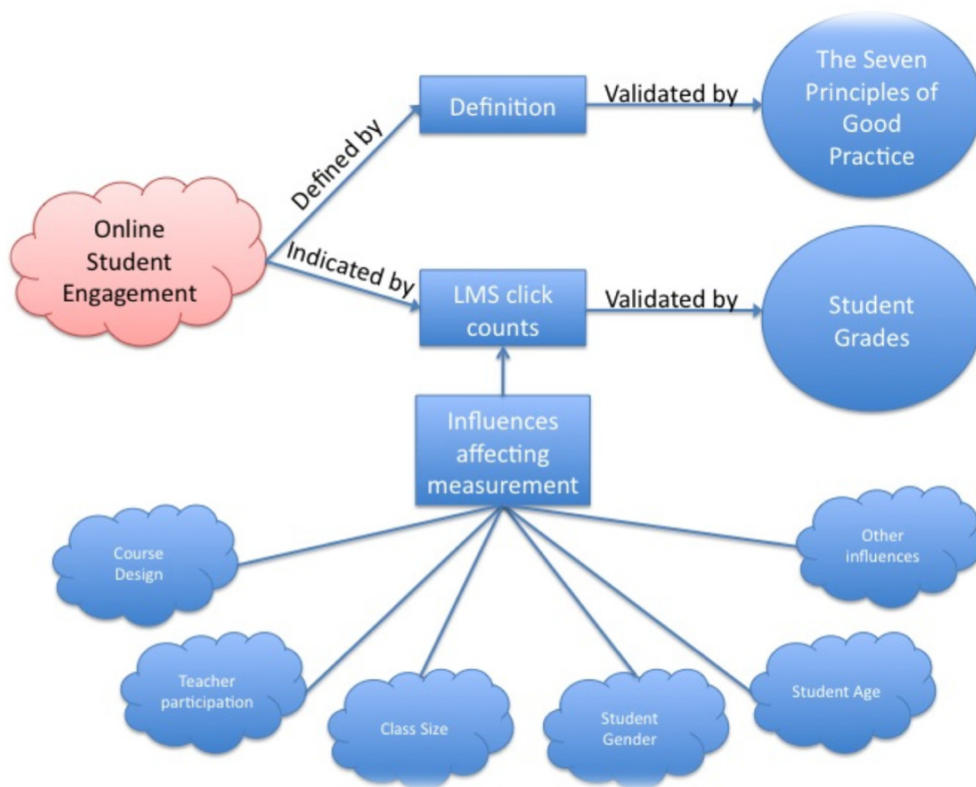 The Seven
Principles of
Good
Practice
Definition
Validated by
Defined by
Online
Student
Engagement
Indicated by
LMS click
counts
Validated by
Student
Grades
Influences
affecting
measurement
Course
Design
Other
influences
Teacher
participation
Class Size
Student
Gender
Student Age